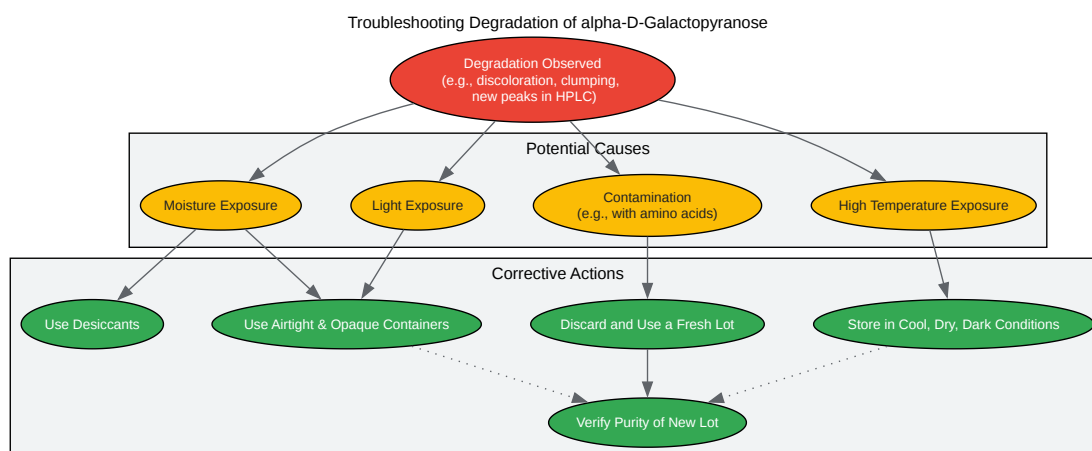 Troubleshooting Degradation of alpha-D-Galactopyranose
Degradation Observed
(e.g., discoloration, clumping,
new peaks in HPLC)
Potential Causes
Moisture Exposure
Light Exposure
Contamination
(e.g., with amino acids)
High Temperature Exposure
Corrective Actions
Use Desiccants
Use Airtight & Opaque Containers
Discard and Use a Fresh Lot
Store in Cool, Dry, Dark Conditions
Verify Purity of New Lot